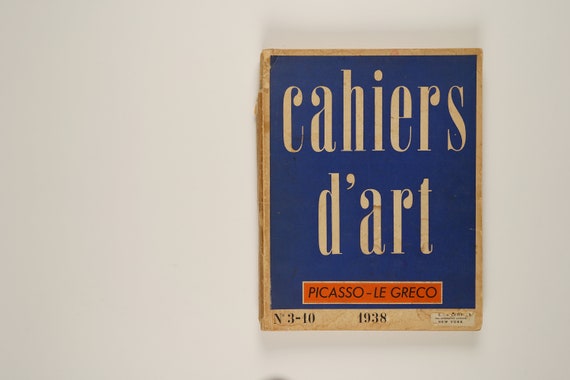 cahiers
d'art
PICASSO-LE GRECO
N° 3-10 1938
NEW YORK